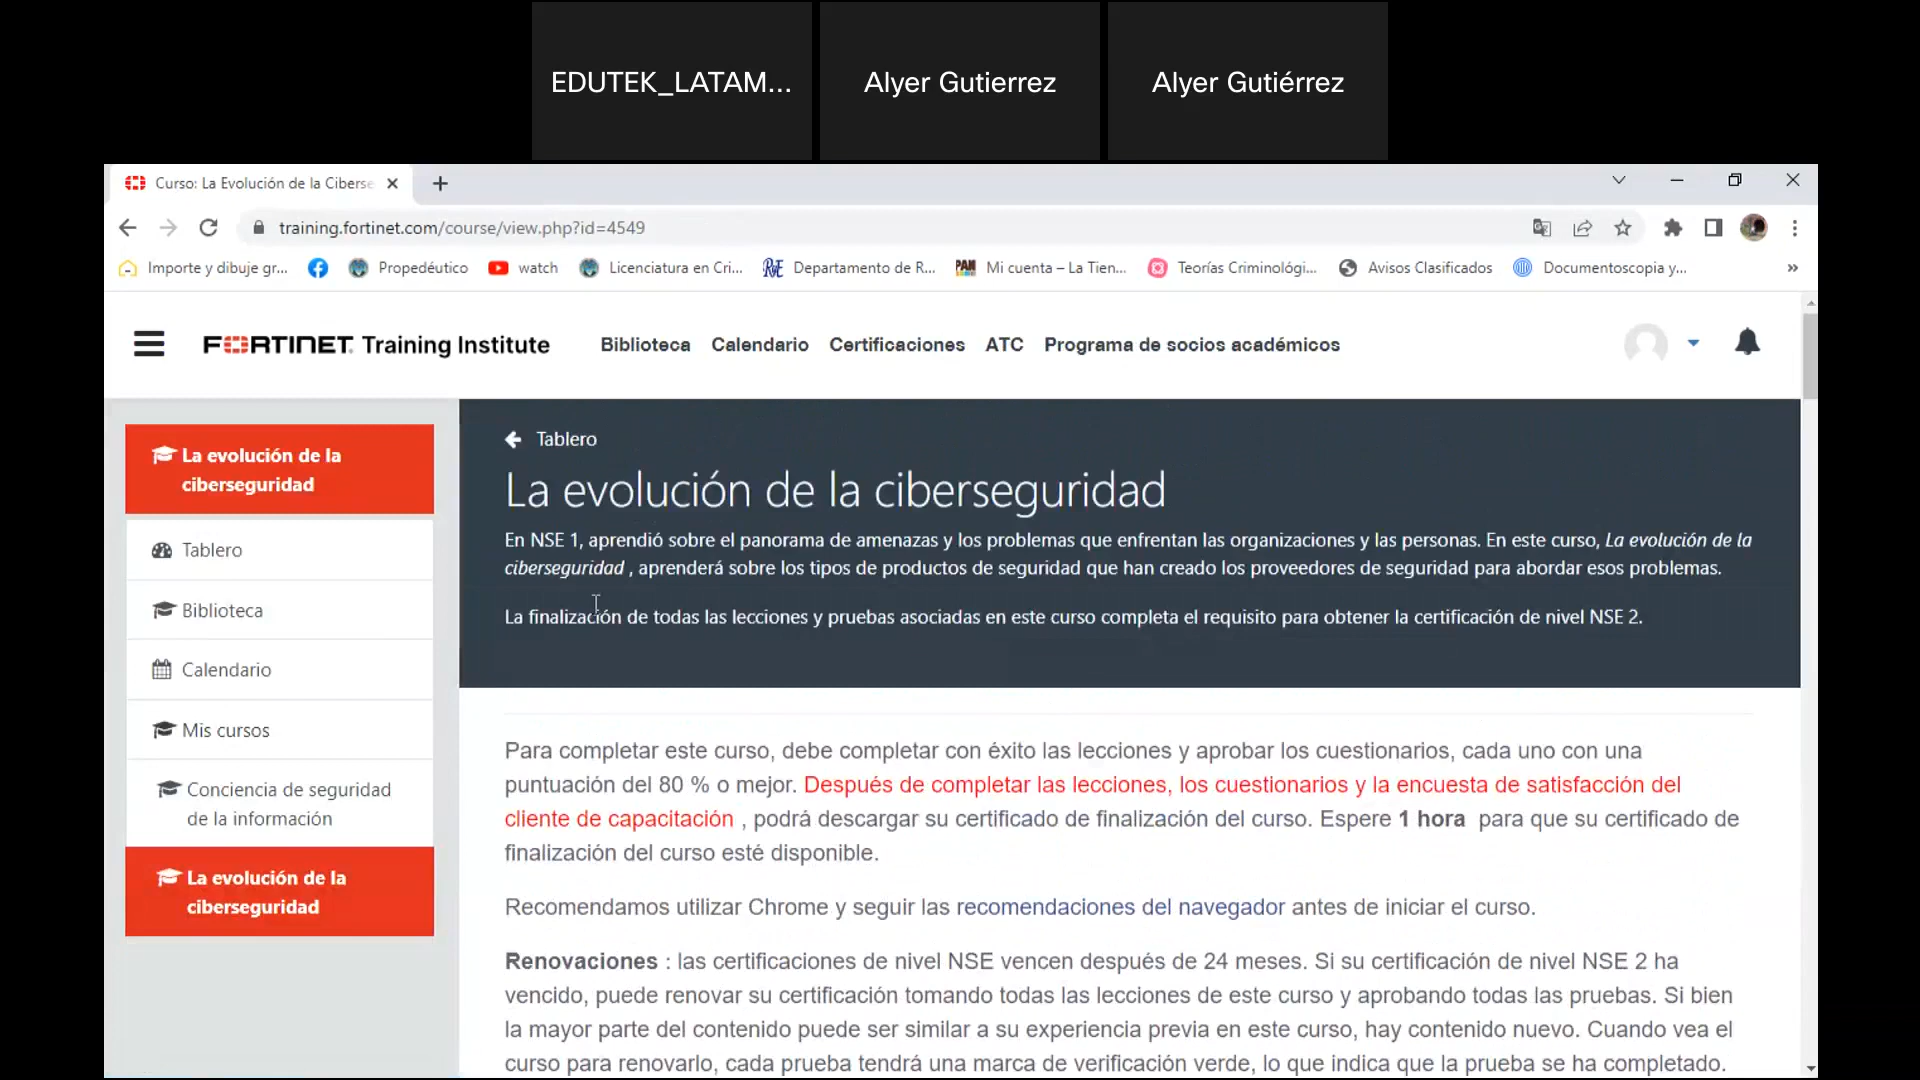 EDUTEK_LATAM...
Alyer Gutierrez
Alyer Gutiérrez
Curso: La Evolución de la Ciberse
training.fortinet.com/course/view.php?id=4549
Importe y dibuje gr...
Propedéutico
watch
Licenciatura en Cri...
Departamento de R...
Mi cuenta – La Tien...
Teorías Criminológi...
Avisos Clasificados
Documentoscopia y...
FORTINET Training Institute
Biblioteca
Calendario
Certificaciones
ATC
Programa de socios académicos
La evolución de la
ciberseguridad
Tablero
Biblioteca
Calendario
Mis cursos
Conciencia de seguridad
de la información
La evolución de la
ciberseguridad
Tablero
La evolución de la ciberseguridad
En NSE 1, aprendió sobre el panorama de amenazas y los problemas que enfrentan las organizaciones y las personas. En este curso, La evolución de la
ciberseguridad , aprenderá sobre los tipos de productos de seguridad que han creado los proveedores de seguridad para abordar esos problemas.
La finalización de todas las lecciones y pruebas asociadas en este curso completa el requisito para obtener la certificación de nivel NSE 2.
Para completar este curso, debe completar con éxito las lecciones y aprobar los cuestionarios, cada uno con una
puntuación del 80 % o mejor. Después de completar las lecciones, los cuestionarios y la encuesta de satisfacción del
cliente de capacitación , podrá descargar su certificado de finalización del curso. Espere 1 hora para que su certificado de
finalización del curso esté disponible.
Recomendamos utilizar Chrome y seguir las recomendaciones del navegador antes de iniciar el curso.
Renovaciones : las certificaciones de nivel NSE vencen después de 24 meses. Si su certificación de nivel NSE 2 ha
vencido, puede renovar su certificación tomando todas las lecciones de este curso y aprobando todas las pruebas. Si bien
la mayor parte del contenido puede ser similar a su experiencia previa en este curso, hay contenido nuevo. Cuando vea el
curso para renovarlo, cada prueba tendrá una marca de verificación verde, lo que indica que la prueba se ha completado.